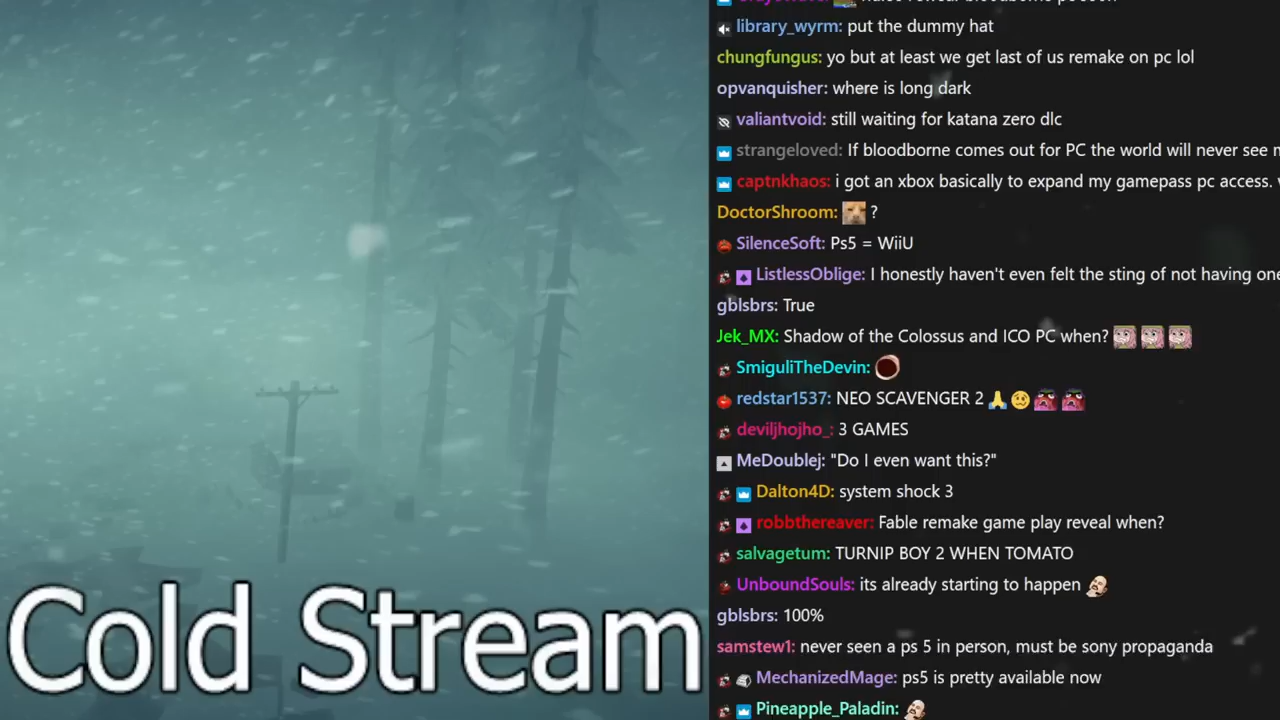 library_wyrm: put the dummy hat
chungfungus: yo but at least we get last of us remake on pc lol
opvanquisher: where is long dark
valiantvoid: still waiting for katana zero dlc
strangeloved: If bloodborne comes out for PC the world will never see m
captnkhaos: i got an xbox basically to expand my gamepass pc access.
DoctorShroom: ?
SilenceSoft: Ps5 = WiiU
ListlessOblige: I honestly haven't even felt the sting of not having one
gblsbrs: True
Jek_MX: Shadow of the Colossus and ICO PC when?
SmiguliTheDevin:
redstar1537: NEO SCAVENGER 2 🙏 🥴
deviljhojho_: 3 GAMES
MeDoublej: "Do I even want this?"
Dalton4D: system shock 3
robbthereaver: Fable remake game play reveal when?
salvagetum: TURNIP BOY 2 WHEN TOMATO
UnboundSouls: its already starting to happen
gblsbrs: 100%
samstew1: never seen a ps 5 in person, must be sony propaganda
MechanizedMage: ps5 is pretty available now
Pineapple_Paladin:
Cold Stream